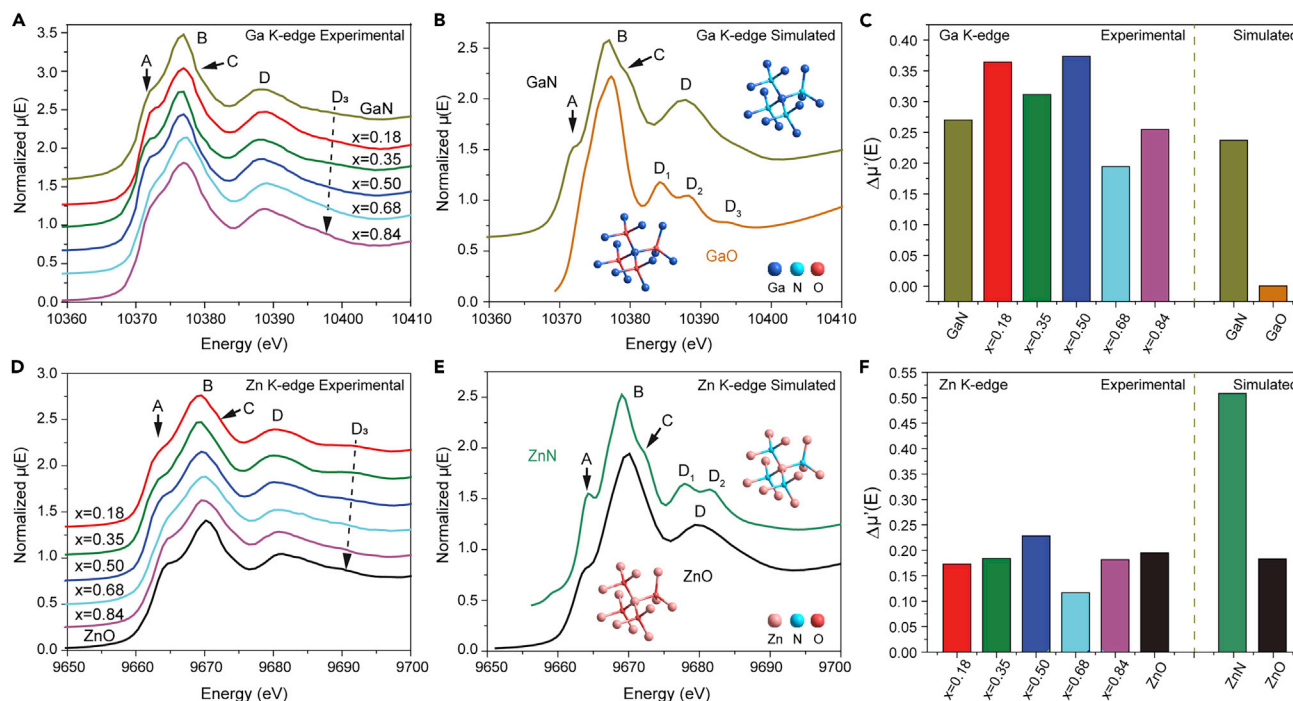 A
Ga K-edge Experimental
Normalized μ(E)
3.5
3.0
2.5
2.0
1.5
1.0
0.5
0.0
A
B
C
D
D₃
GaN
x=0.18
x=0.35
x=0.50
x=0.68
x=0.84
10360 10370 10380 10390 10400 10410
Energy (eV)
B
Ga K-edge Simulated
Normalized μ(E)
2.5
2.0
1.5
1.0
0.5
0.0
GaN
A
B
C
D
D₁
D₂
D₃
GaO
Ga N O
10360 10370 10380 10390 10400 10410
Energy (eV)
C
Ga K-edge Experimental Simulated
Δμ'(E)
0.40
0.35
0.30
0.25
0.20
0.15
0.10
0.05
0.00
GaN x=0.18 x=0.35 x=0.50 x=0.68 x=0.84 GaN GaO
D
Zn K-edge Experimental
Normalized μ(E)
3.0
2.5
2.0
1.5
1.0
0.5
0.0
A
B
C
D
D₃
x=0.18
x=0.35
x=0.50
x=0.68
x=0.84
ZnO
9650 9660 9670 9680 9690 9700
Energy (eV)
E
Zn K-edge Simulated
Normalized μ(E)
2.5
2.0
1.5
1.0
0.5
0.0
ZnN
A
B
C
D₁
D₂
D
ZnO
Zn N O
9650 9660 9670 9680 9690 9700
Energy (eV)
F
Zn K-edge Experimental Simulated
Δμ'(E)
0.55
0.50
0.45
0.40
0.35
0.30
0.25
0.20
0.15
0.10
0.05
0.00
x=0.18 x=0.35 x=0.50 x=0.68 x=0.84 ZnO ZnN ZnO